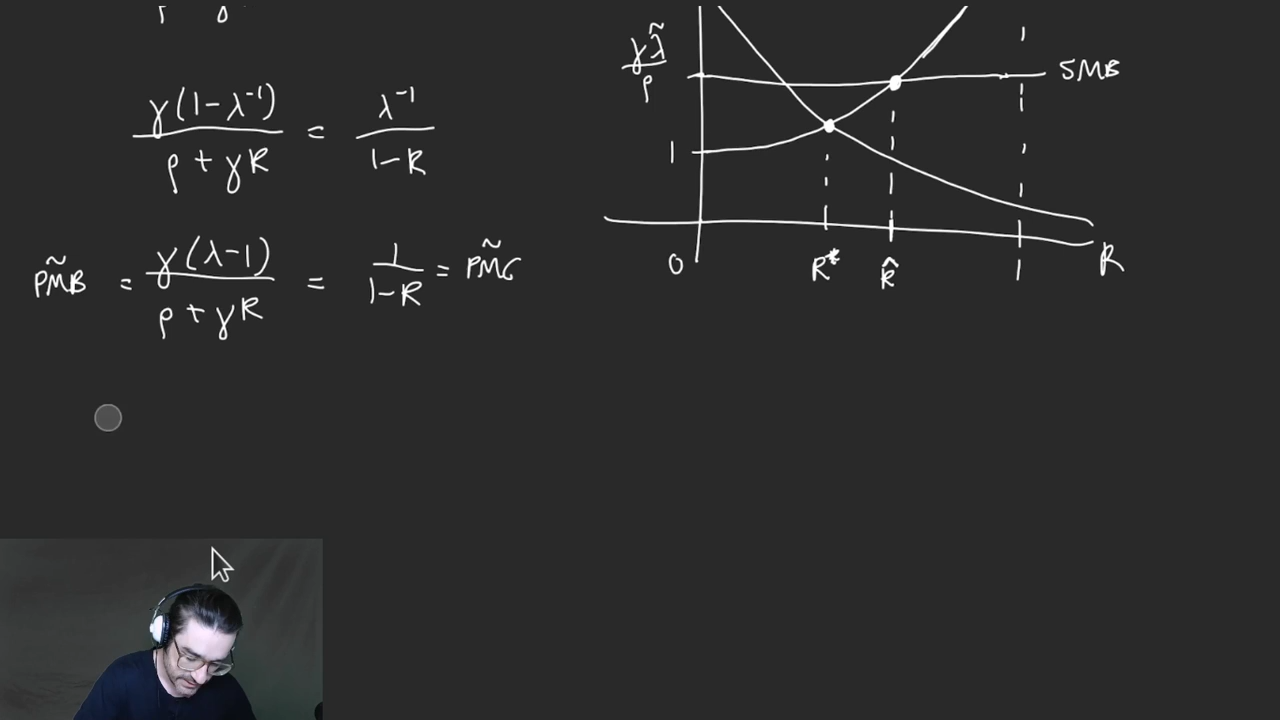 γ(1-λ⁻¹) / (ρ + γR) = λ⁻¹ / (1-R)
P͠MB = γ(λ-1) / (ρ + γR) = 1 / (1-R) = P͠MC
γλ̃ / ρ
SMB
1
0
R*
R̂
1
R